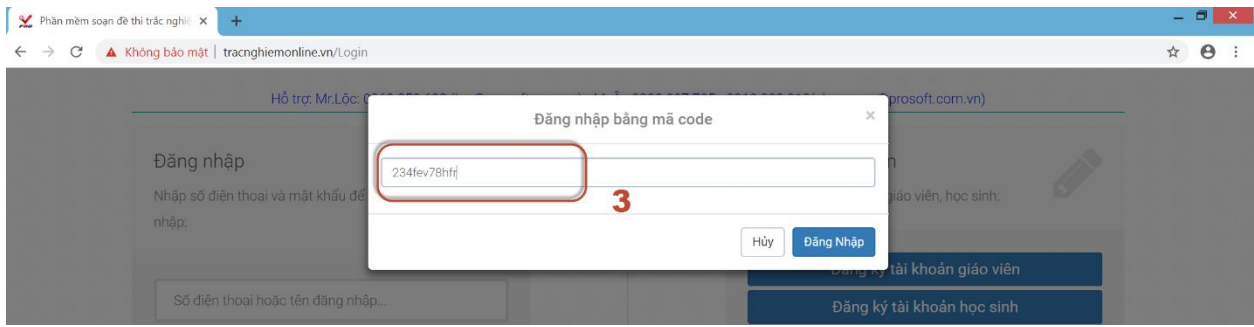 Phần mềm soạn đề thi trắc nghiệ
Không bảo mật | tracnghiemonline.vn/Login
Hỗ trợ: Mr.Lộc:
prosoft.com.vn)
Đăng nhập bằng mã code
234fev78hfr
3
Hủy
Đăng Nhập
Đăng nhập
Nhập số điện thoại và mật khẩu để
nhập:
Số điện thoại hoặc tên đăng nhập...
giáo viên, học sinh:
Đăng ký tài khoản giáo viên
Đăng ký tài khoản học sinh